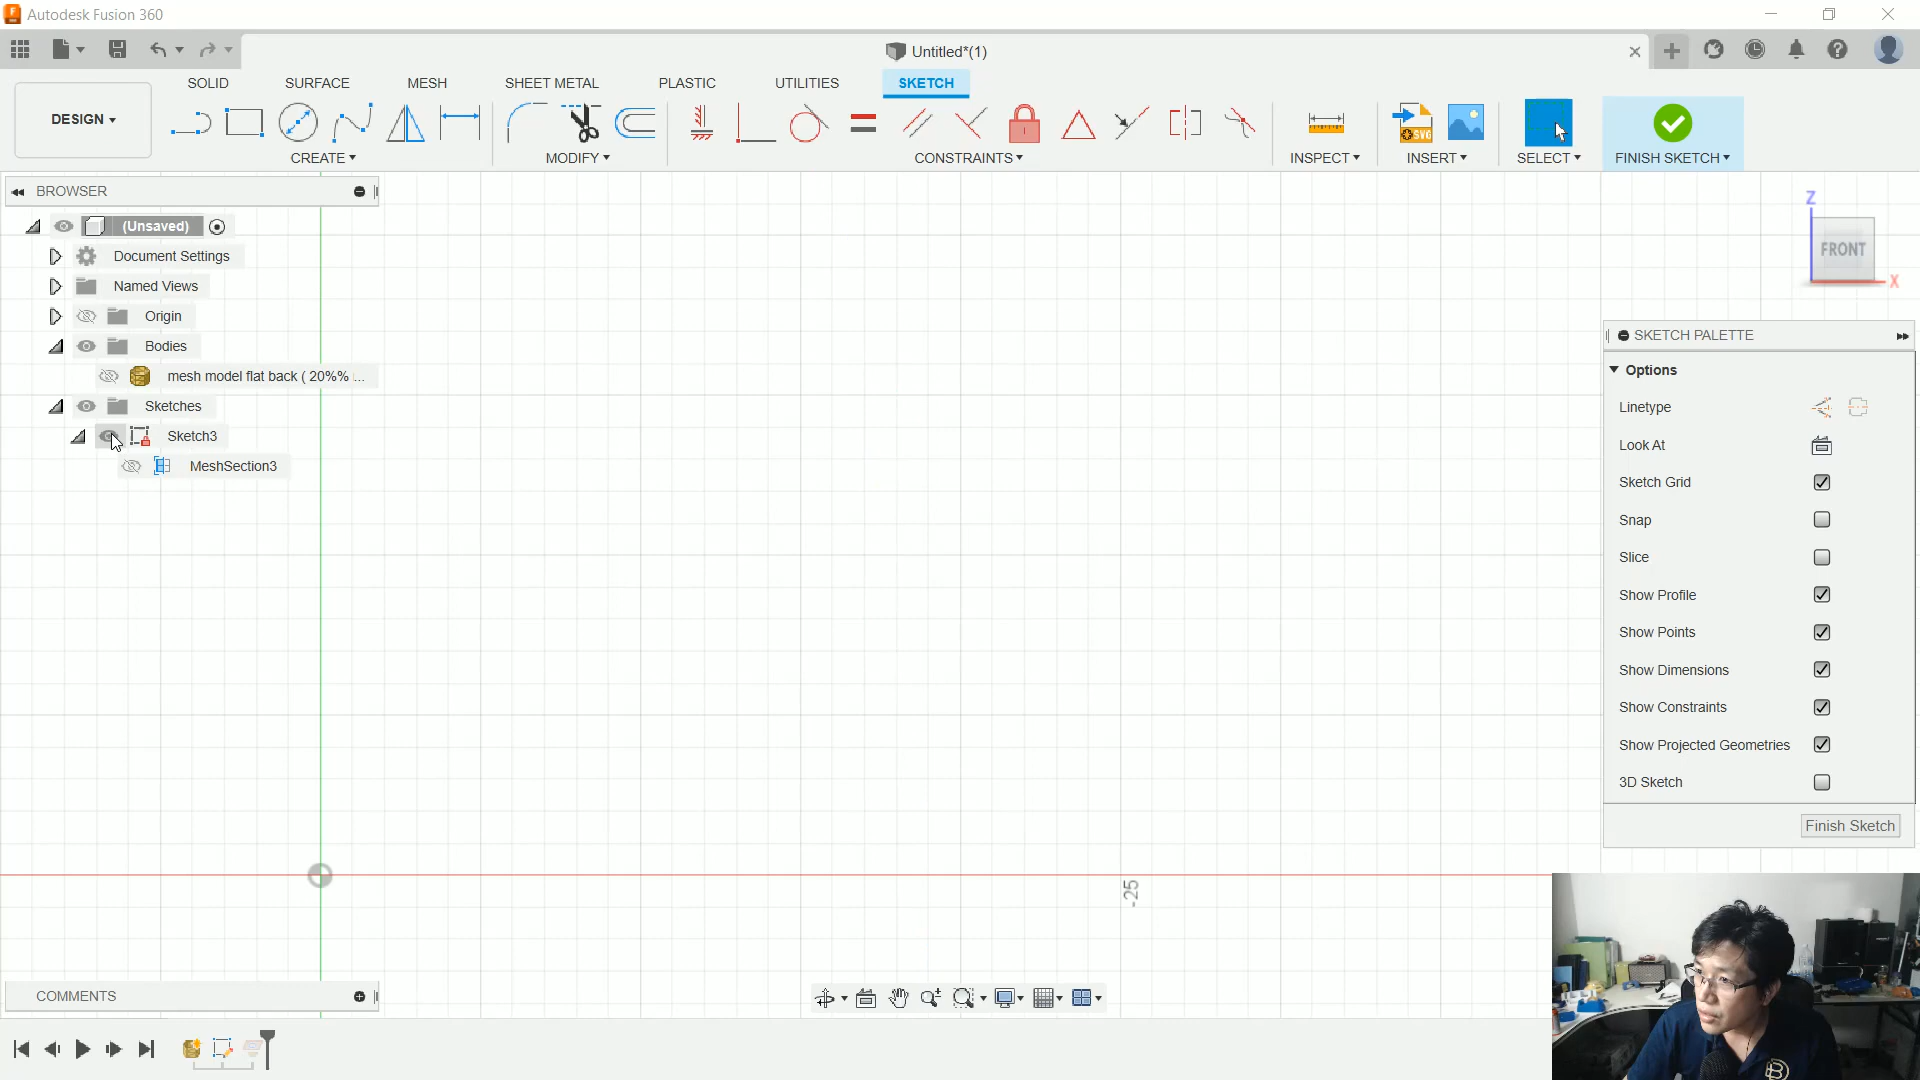 Autodesk Fusion 360
Untitled*(1)
SOLID SURFACE MESH SHEET METAL PLASTIC UTILITIES SKETCH
DESIGN
CREATE MODIFY CONSTRAINTS INSPECT INSERT SELECT FINISH SKETCH
SVG
BROWSER
(Unsaved)
Document Settings
Named Views
Origin
Bodies
mesh model flat back ( 20%% i...
Sketches
Sketch3
MeshSection3
Z
FRONT
X
SKETCH PALETTE
Options
Linetype
Look At
Sketch Grid
Snap
Slice
Show Profile
Show Points
Show Dimensions
Show Constraints
Show Projected Geometries
3D Sketch
Finish Sketch
-25
COMMENTS